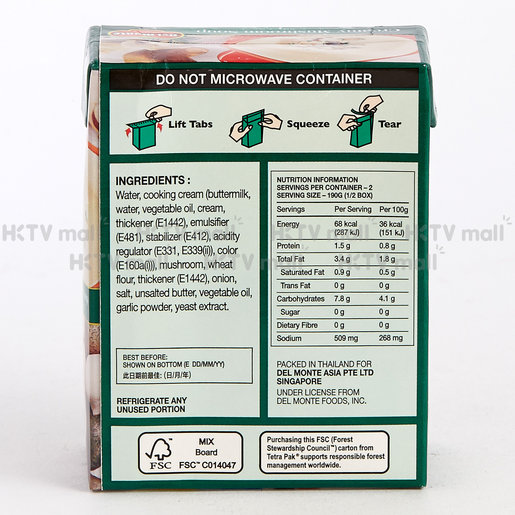 DO NOT MICROWAVE CONTAINER
Lift Tabs
Squeeze
Tear
INGREDIENTS :
Water, cooking cream (buttermilk,
water, vegetable oil, cream,
thickener (E1442), emulsifier
(E481), stabilizer (E412), acidity
regulator (E331, E339(ii)), color
(E160a(i))), mushroom, wheat
flour, thickener (E1442), onion,
salt, unsalted butter, vegetable oil,
garlic powder, yeast extract.
BEST BEFORE:
SHOWN ON BOTTOM (E DD/MM/YY)
此日期前最佳: (日/月/年)
REFRIGERATE ANY
UNUSED PORTION
NUTRITION INFORMATION
SERVINGS PER CONTAINER – 2
SERVING SIZE – 190G (1/2 BOX)
Servings Per Serving Per 100g
Energy 68 kcal 36 kcal
(287 kJ) (151 kJ)
Protein 1.5 g 0.8 g
Total Fat 3.4 g 1.8 g
Saturated Fat 0.9 g 0.5 g
Trans Fat 0 g 0 g
Carbohydrates 7.8 g 4.1 g
Sugar 0 g 0 g
Dietary Fibre 0 g 0 g
Sodium 509 mg 268 mg
PACKED IN THAILAND FOR
DEL MONTE ASIA PTE LTD
SINGAPORE
UNDER LICENSE FROM
DEL MONTE FOODS, INC.
FSC
MIX
Board
FSC™ C014047
Purchasing this FSC (Forest
Stewardship Council™) carton from
Tetra Pak® supports responsible forest
management worldwide.
HKTV mall HKTV mall HKTV mall